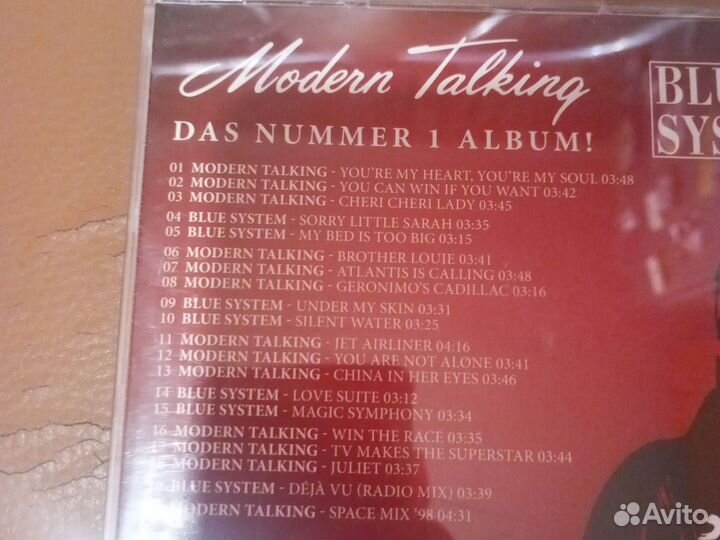 Modern Talking
BLU
SYS
DAS NUMMER 1 ALBUM!
01 MODERN TALKING - YOU'RE MY HEART, YOU'RE MY SOUL 03:48
02 MODERN TALKING - YOU CAN WIN IF YOU WANT 03:42
03 MODERN TALKING - CHERI CHERI LADY 03:45
04 BLUE SYSTEM - SORRY LITTLE SARAH 03:35
05 BLUE SYSTEM - MY BED IS TOO BIG 03:15
06 MODERN TALKING - BROTHER LOUIE 03:41
07 MODERN TALKING - ATLANTIS IS CALLING 03:48
08 MODERN TALKING - GERONIMO'S CADILLAC 03:16
09 BLUE SYSTEM - UNDER MY SKIN 03:31
10 BLUE SYSTEM - SILENT WATER 03:25
11 MODERN TALKING - JET AIRLINER 04:16
12 MODERN TALKING - YOU ARE NOT ALONE 03:41
13 MODERN TALKING - CHINA IN HER EYES 03:46
14 BLUE SYSTEM - LOVE SUITE 03:12
15 BLUE SYSTEM - MAGIC SYMPHONY 03:34
16 MODERN TALKING - WIN THE RACE 03:35
17 MODERN TALKING - TV MAKES THE SUPERSTAR 03:44
18 MODERN TALKING - JULIET 03:37
BLUE SYSTEM - DÉJÀ VU (RADIO MIX) 03:39
MODERN TALKING - SPACE MIX '98 04:31
Avito